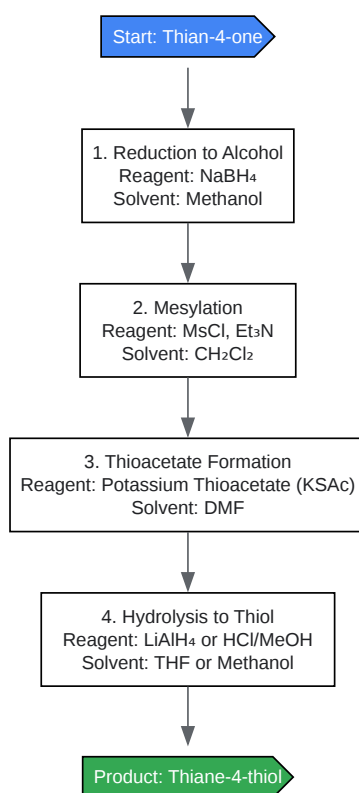 Start: Thian-4-one
1. Reduction to Alcohol
Reagent: NaBH₄
Solvent: Methanol
2. Mesylation
Reagent: MsCl, Et₃N
Solvent: CH₂Cl₂
3. Thioacetate Formation
Reagent: Potassium Thioacetate (KSAc)
Solvent: DMF
4. Hydrolysis to Thiol
Reagent: LiAlH₄ or HCl/MeOH
Solvent: THF or Methanol
Product: Thiane-4-thiol